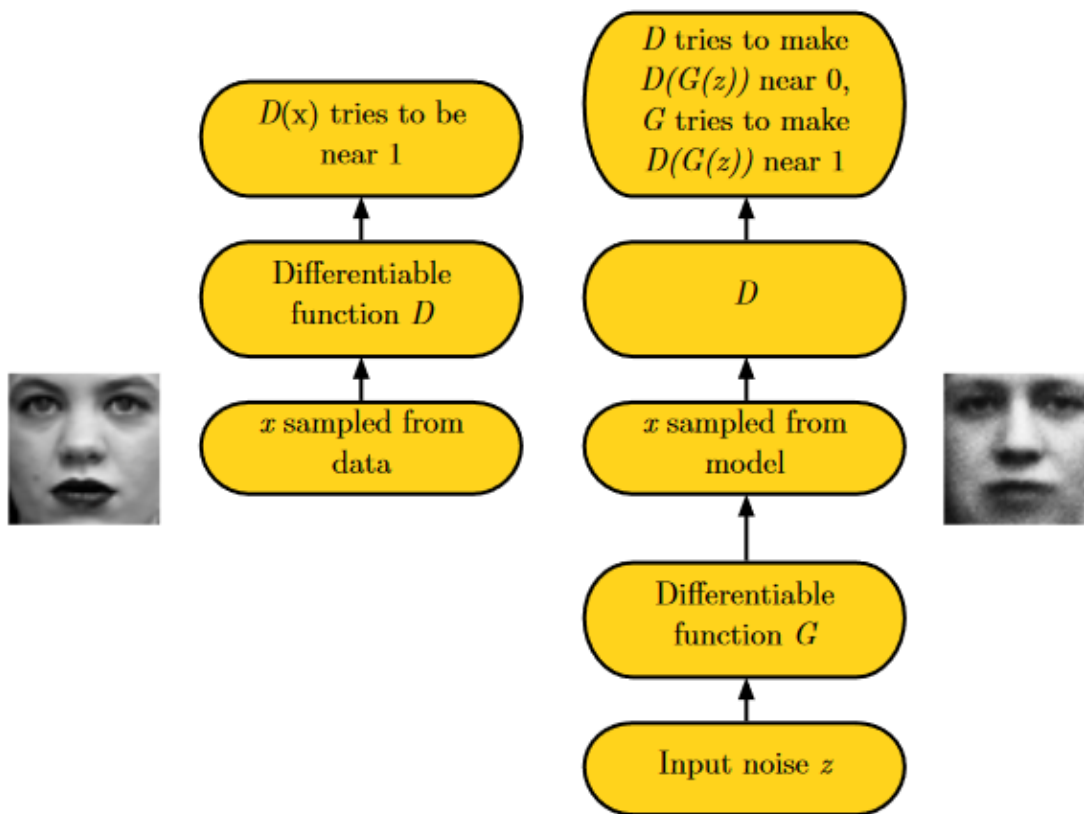 D(x) tries to be
near 1
Differentiable
function D
x sampled from
data
D tries to make
D(G(z)) near 0,
G tries to make
D(G(z)) near 1
D
x sampled from
model
Differentiable
function G
Input noise z